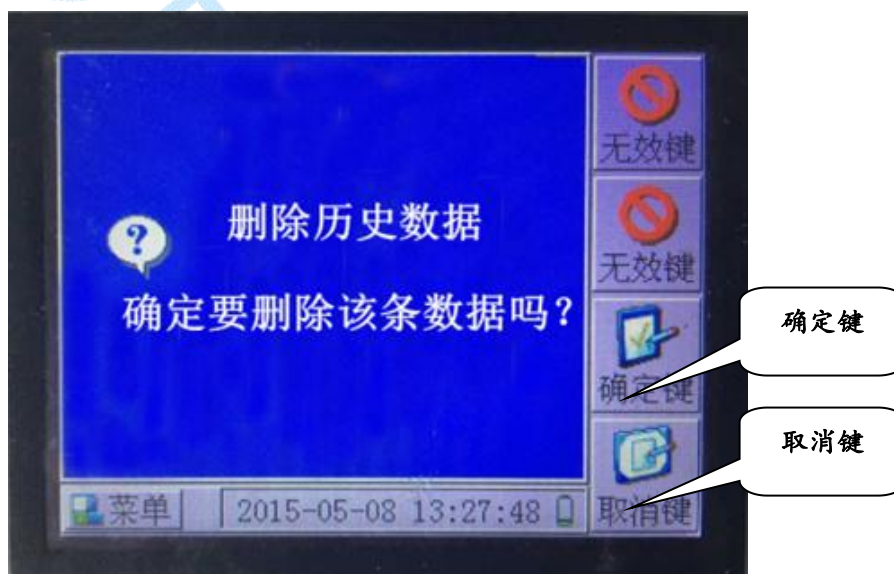 删除历史数据
确定要删除该条数据吗?
无效键
无效键
确定键
取消键
菜单
2015-05-08 13:27:48
确定键
取消键